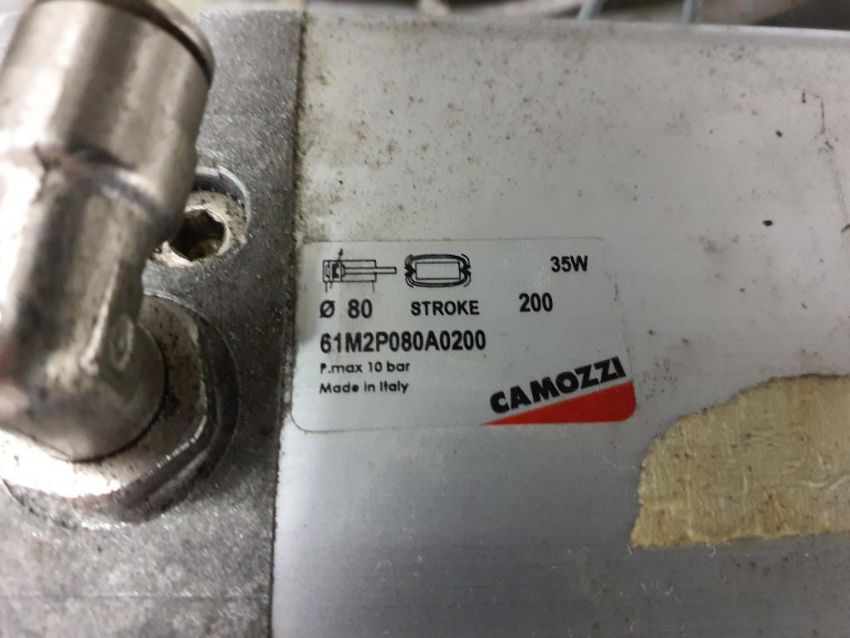 35W
Ø 80 STROKE 200
61M2P080A0200
P.max 10 bar
Made in Italy
CAMOZZI